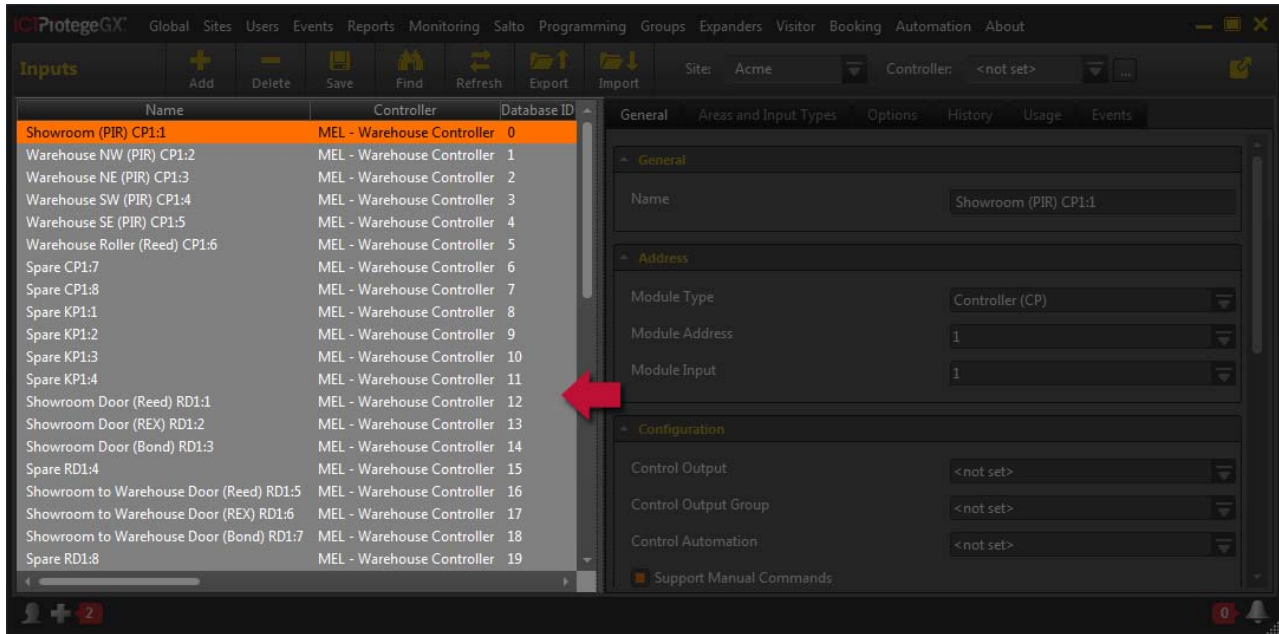 ICT ProtegeGX. Global Sites Users Events Reports Monitoring Salto Programming Groups Expanders Visitor Booking Automation About
Inputs Add Delete Save Find Refresh Export Import Site: Acme Controller: <not set> ...
Name Controller Database ID
Showroom (PIR) CP1:1 MEL - Warehouse Controller 0
Warehouse NW (PIR) CP1:2 MEL - Warehouse Controller 1
Warehouse NE (PIR) CP1:3 MEL - Warehouse Controller 2
Warehouse SW (PIR) CP1:4 MEL - Warehouse Controller 3
Warehouse SE (PIR) CP1:5 MEL - Warehouse Controller 4
Warehouse Roller (Reed) CP1:6 MEL - Warehouse Controller 5
Spare CP1:7 MEL - Warehouse Controller 6
Spare CP1:8 MEL - Warehouse Controller 7
Spare KP1:1 MEL - Warehouse Controller 8
Spare KP1:2 MEL - Warehouse Controller 9
Spare KP1:3 MEL - Warehouse Controller 10
Spare KP1:4 MEL - Warehouse Controller 11
Showroom Door (Reed) RD1:1 MEL - Warehouse Controller 12
Showroom Door (REX) RD1:2 MEL - Warehouse Controller 13
Showroom Door (Bond) RD1:3 MEL - Warehouse Controller 14
Spare RD1:4 MEL - Warehouse Controller 15
Showroom to Warehouse Door (Reed) RD1:5 MEL - Warehouse Controller 16
Showroom to Warehouse Door (REX) RD1:6 MEL - Warehouse Controller 17
Showroom to Warehouse Door (Bond) RD1:7 MEL - Warehouse Controller 18
Spare RD1:8 MEL - Warehouse Controller 19
General Areas and Input Types Options History Usage Events
General
Name Showroom (PIR) CP1:1
Address
Module Type Controller (CP)
Module Address 1
Module Input 1
Configuration
Control Output <not set>
Control Output Group <not set>
Control Automation <not set>
Support Manual Commands
2 0